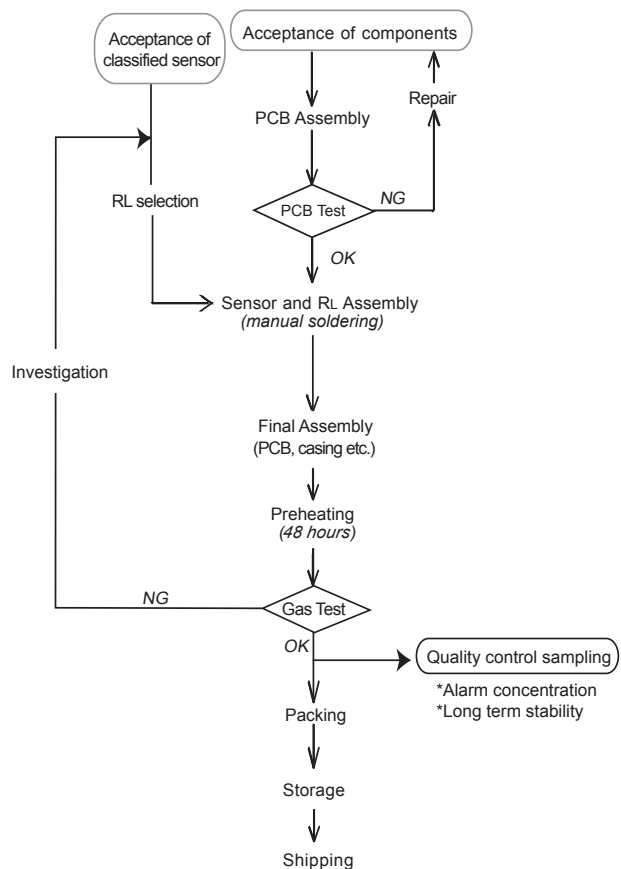 Acceptance of
classified sensor
Acceptance of components
Repair
PCB Assembly
RL selection
PCB Test
NG
OK
Sensor and RL Assembly
(manual soldering)
Investigation
Final Assembly
(PCB, casing etc.)
Preheating
(48 hours)
NG
Gas Test
OK
Quality control sampling
*Alarm concentration
*Long term stability
Packing
Storage
Shipping